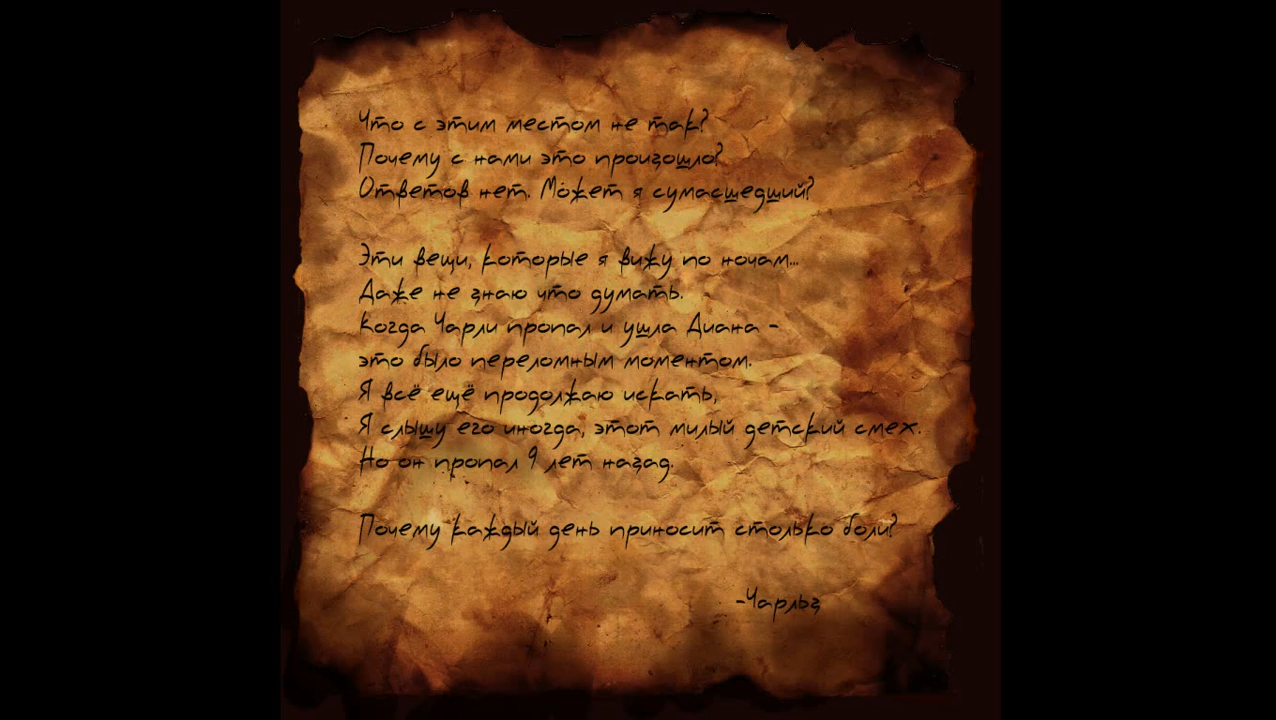 Что с этим местом не так?
Почему с нами это произошло?
Ответов нет. Может я сумасшедший?
Эти вещи, которые я вижу по ночам...
Даже не знаю что думать.
Когда Чарли пропал и ушла Диана -
это было переломным моментом.
Я всё ещё продолжаю искать,
Я слышу его иногда, этот милый детский смех.
Но он пропал 9 лет назад.
Почему каждый день приносит столько боли?
-Чарльз